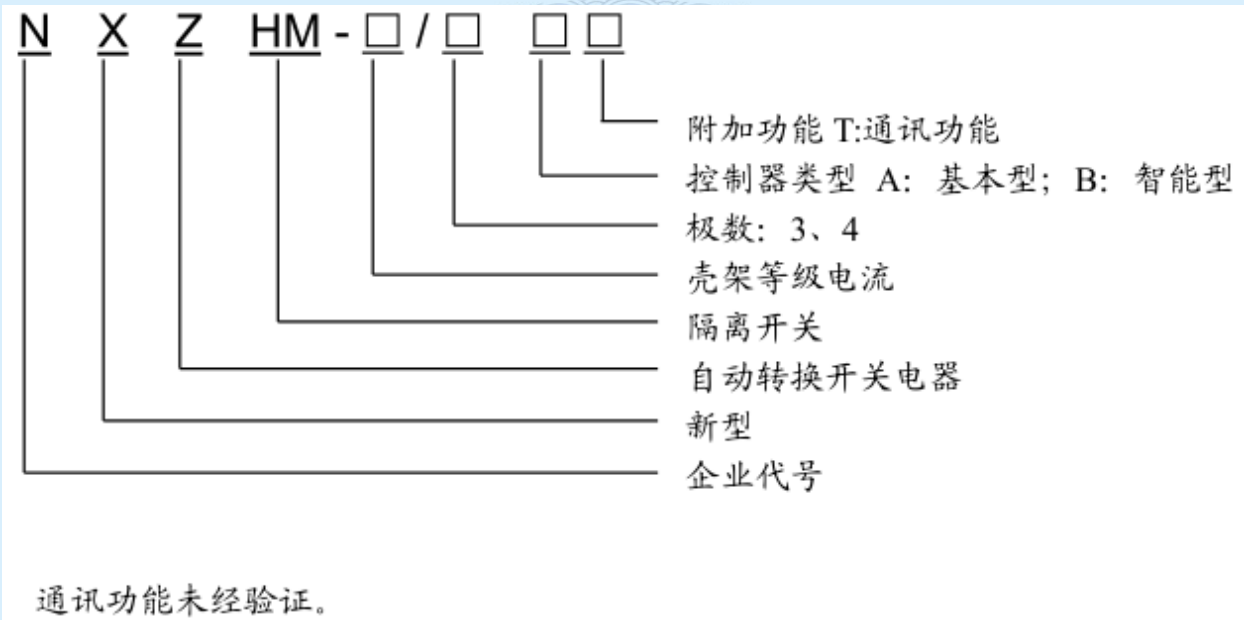 N X Z HM - □ / □ □ □
附加功能 T:通讯功能
控制器类型 A: 基本型; B: 智能型
极数: 3、4
壳架等级电流
隔离开关
自动转换开关电器
新型
企业代号
通讯功能未经验证。